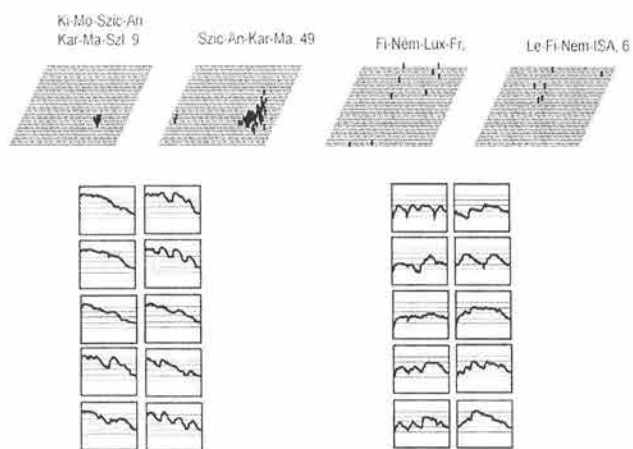 Ki-Mo-Szic-An
Kar-Ma-Szl. 9
Szic-An-Kar-Ma, 49
Fi-Ném-Lux-Fr,
Le-Fi-Nem-ISA, 6